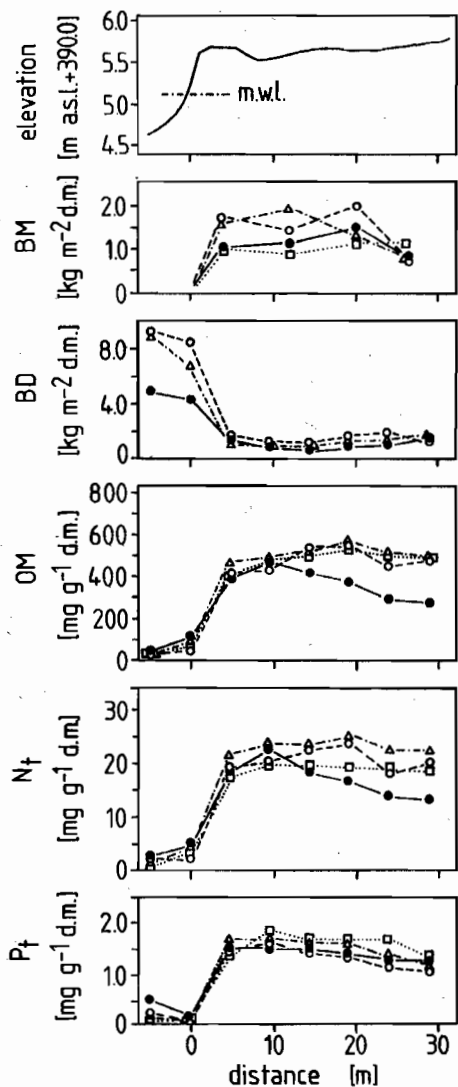 elevation
[m a.s.l.+390.0]
6.0
5.5
5.0
4.5
m.w.l.
BM
[kg m⁻² d.m.]
2.0
1.0
0
BD
[kg m⁻² d.m.]
8.0
4.0
0
OM
[mg g⁻¹ d.m.]
800
600
400
200
0
Nt
[mg g⁻¹ d.m.]
30
20
10
0
Pt
[mg g⁻¹ d.m.]
2.0
1.0
0
0 10 20 30
distance [m]